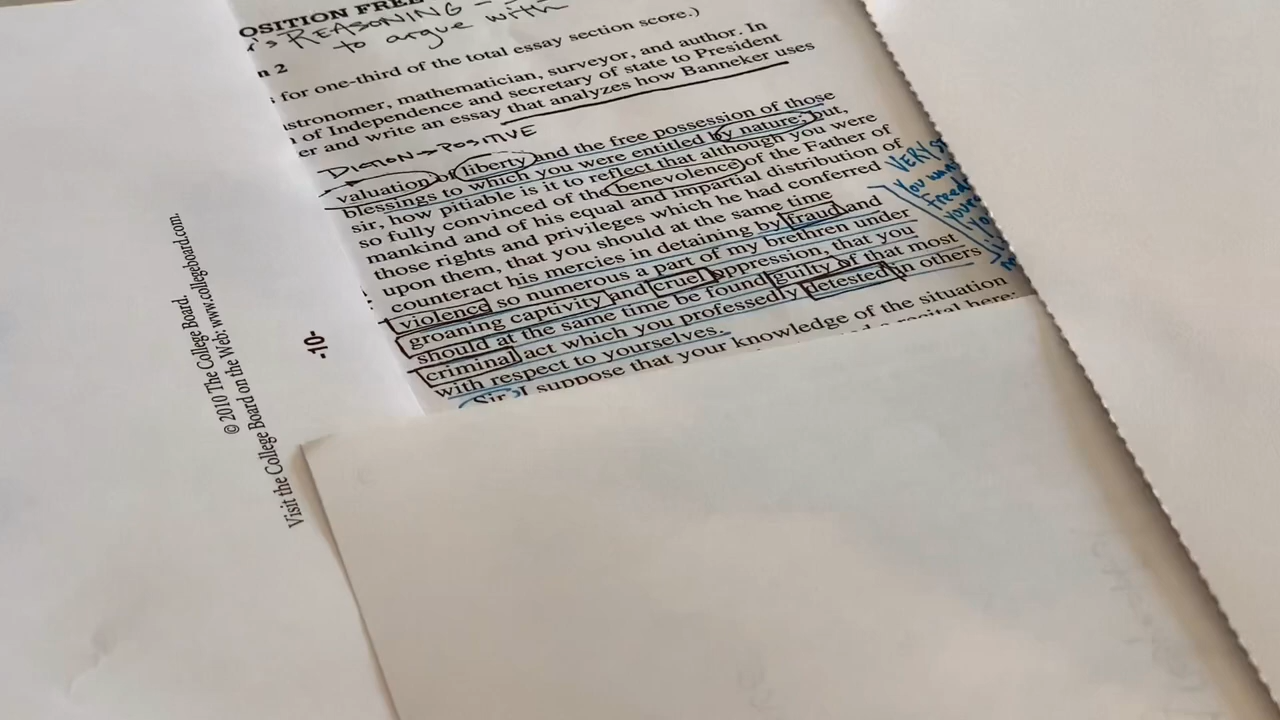 OSITION FREE
's REASONING -
to argue with
n 2
for one-third of the total essay section score.)
stronomer, mathematician, surveyor, and author. In
n of Independence and secretary of state to President
er and write an essay that analyzes how Banneker uses
DICTION → POSITIVE
valuation of liberty and the free possession of those
blessings to which you were entitled by nature; but,
sir, how pitiable is it to reflect that although you were
so fully convinced of the benevolence of the Father of
mankind and of his equal and impartial distribution of
those rights and privileges which he had conferred
upon them, that you should at the same time
counteract his mercies in detaining by fraud and
violence so numerous a part of my brethren under
groaning captivity and cruel oppression, that you
should at the same time be found guilty of that most
criminal act which you professedly detested in others
with respect to yourselves.
Sir, I suppose that your knowledge of the situation
a recital here;
VERY
You
Freed
-10-
© 2010 The College Board.
Visit the College Board on the Web: www.collegeboard.com.